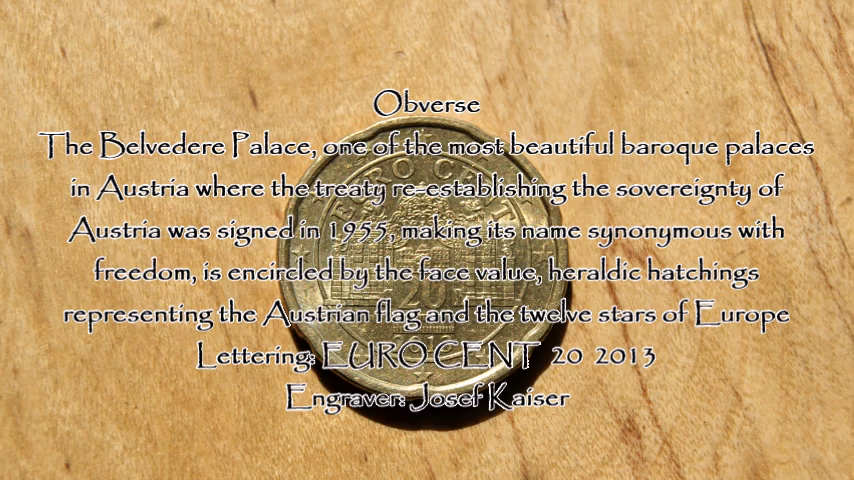 Obverse
The Belvedere Palace, one of the most beautiful baroque palaces
in Austria where the treaty re-establishing the sovereignty of
Austria was signed in 1955, making its name synonymous with
freedom, is encircled by the face value, heraldic hatchings
representing the Austrian flag and the twelve stars of Europe
Lettering: EURO CENT 20 2013
Engraver: Josef Kaiser
EURO CENT
20